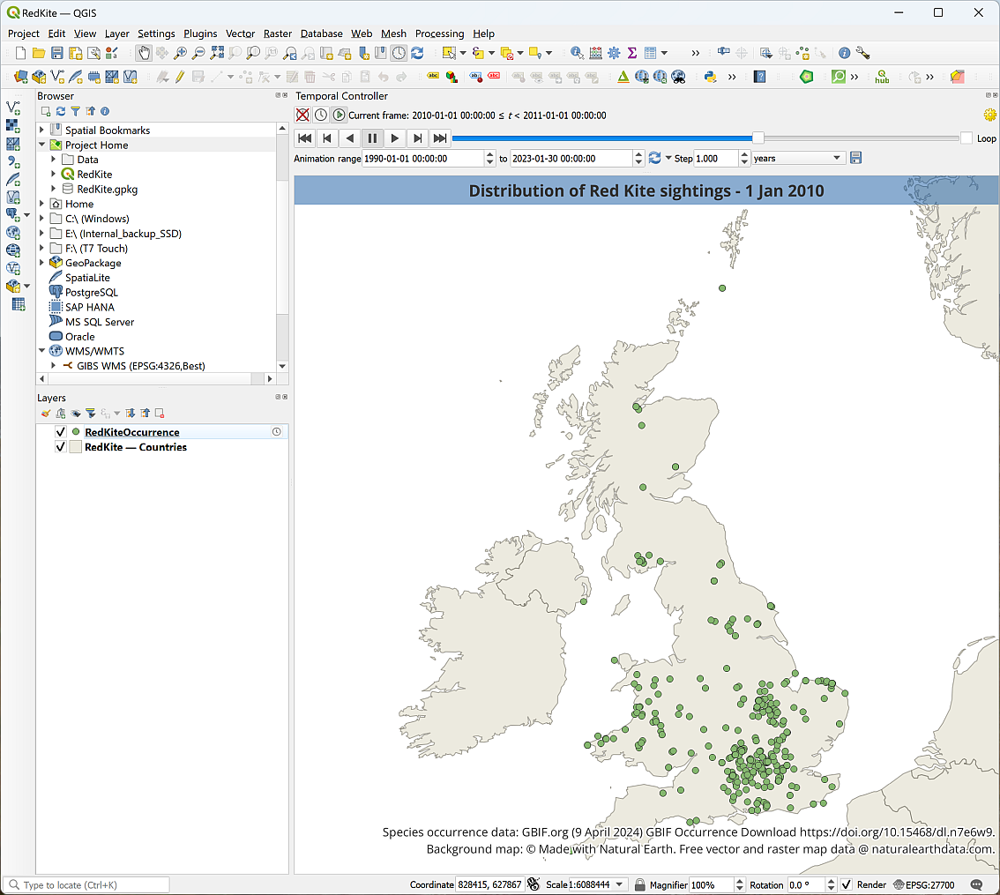 RedKite — QGIS
Project Edit View Layer Settings Plugins Vector Raster Database Web Mesh Processing Help
Browser
Spatial Bookmarks
Project Home
Data
RedKite
RedKite.gpkg
Home
C:\ (Windows)
E:\ (Internal_backup_SSD)
F:\ (T7 Touch)
GeoPackage
SpatiaLite
PostgreSQL
SAP HANA
MS SQL Server
Oracle
WMS/WMTS
GIBS WMS (EPSG:4326,Best)
Layers
RedKiteOccurrence
RedKite — Countries
Temporal Controller
Current frame: 2010-01-01 00:00:00 ≤ t < 2011-01-01 00:00:00
Loop
Animation range 1990-01-01 00:00:00 to 2023-01-30 00:00:00 Step 1.000 years
Distribution of Red Kite sightings - 1 Jan 2010
Species occurrence data: GBIF.org (9 April 2024) GBIF Occurrence Download https://doi.org/10.15468/dl.n7e6w9.
Background map: © Made with Natural Earth. Free vector and raster map data @ naturalearthdata.com.
Type to locate (Ctrl+K) Coordinate 828415, 627867 Scale 1:6088444 Magnifier 100% Rotation 0.0 ° Render EPSG:27700